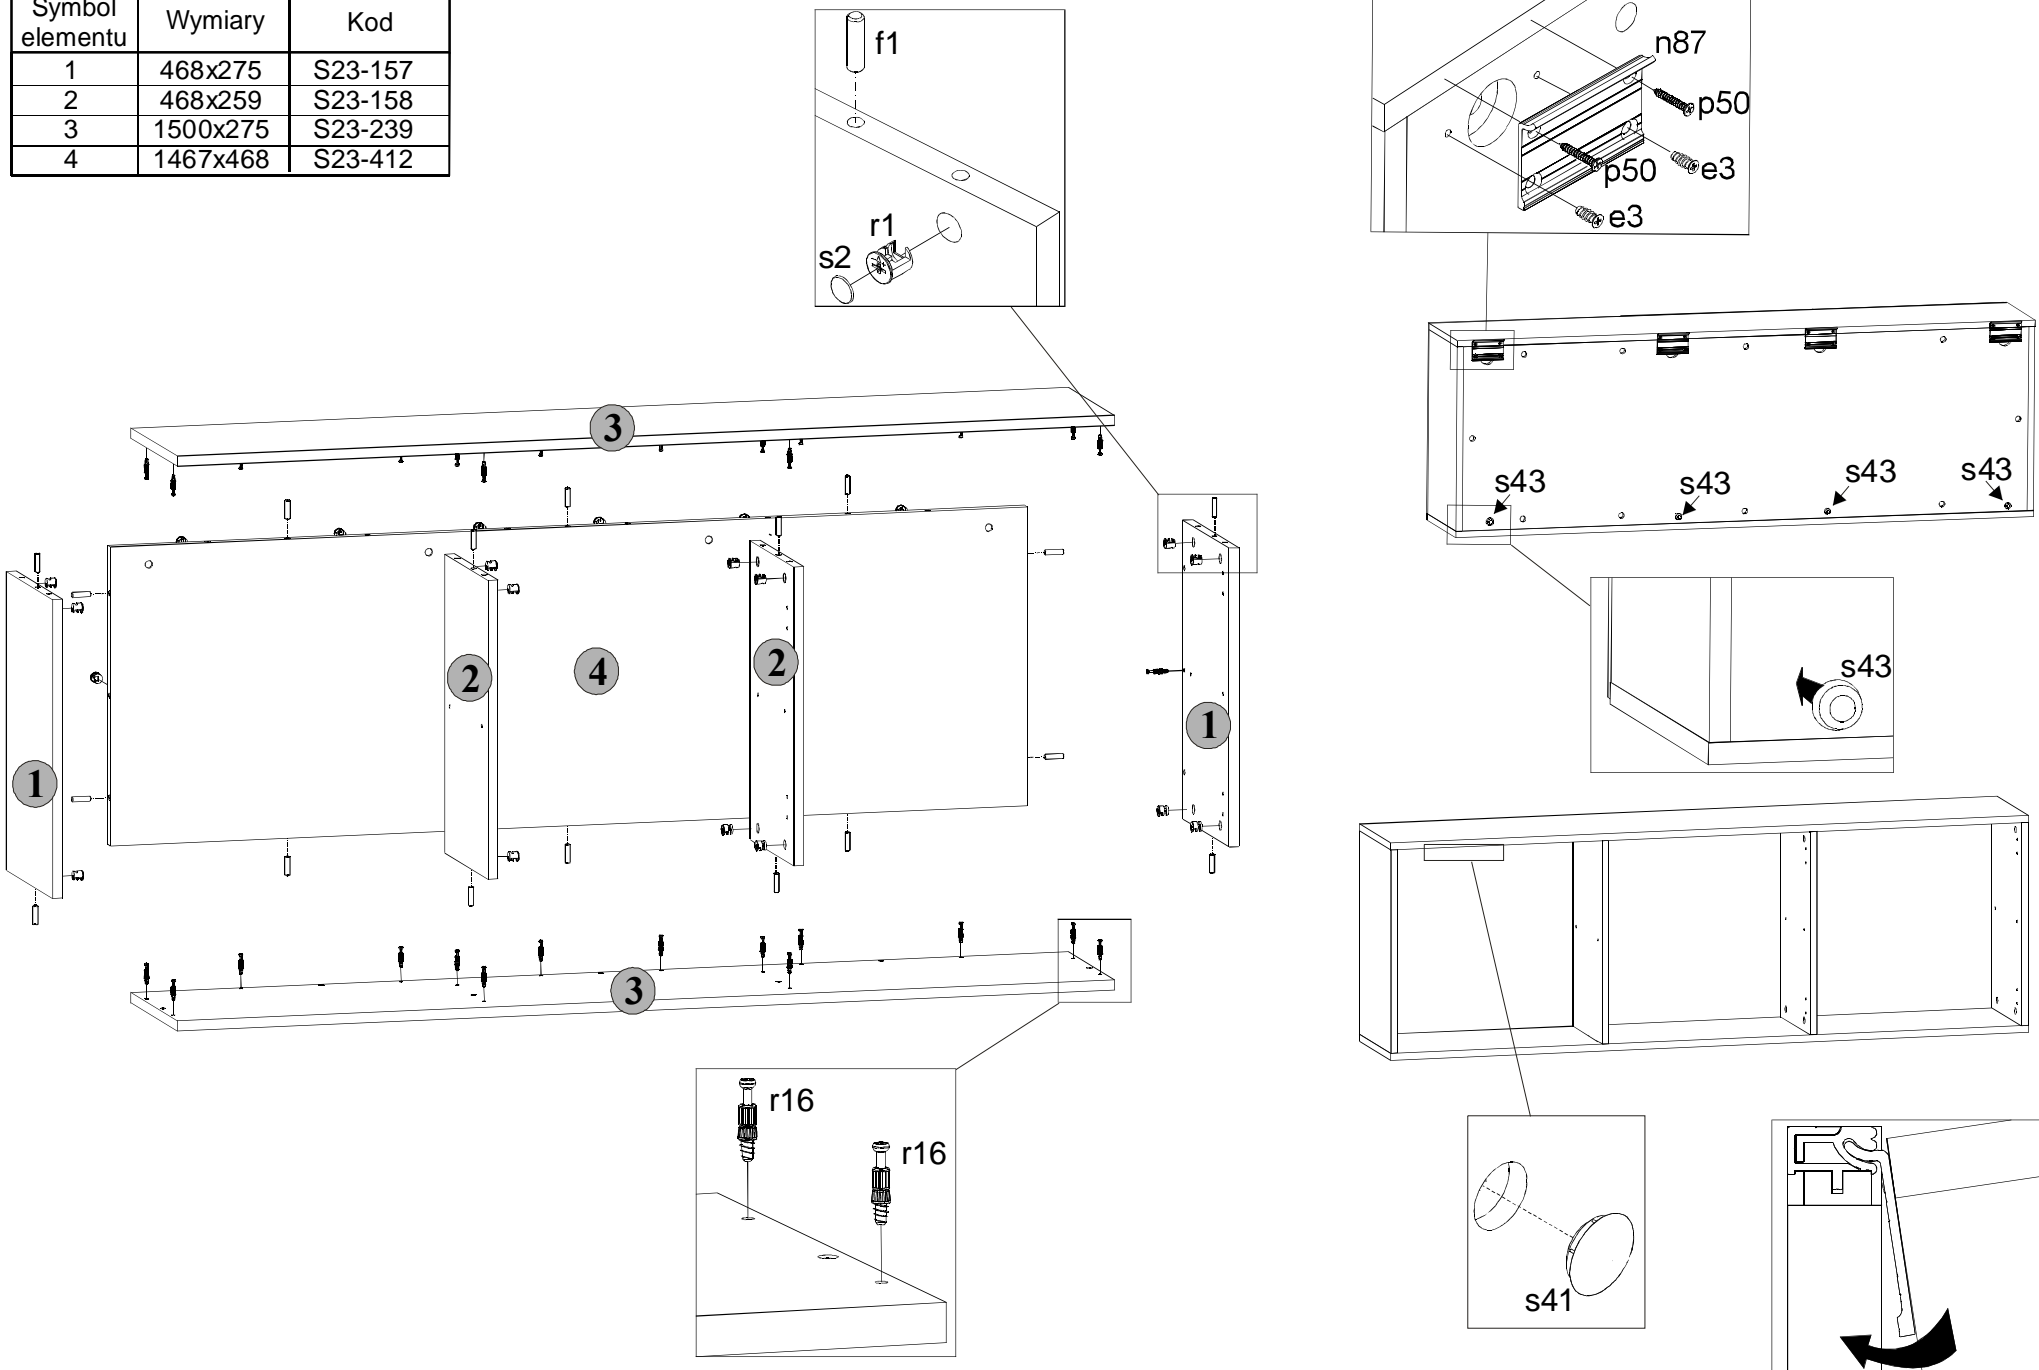 Symbol elementu Wymiary Kod
1 468x275 S23-157
2 468x259 S23-158
3 1500x275 S23-239
4 1467x468 S23-412
f1
r1
s2
n87
p50
p50
e3
e3
s43
s43
s43
s43
s43
3
2
4
2
1
1
3
r16
r16
s41